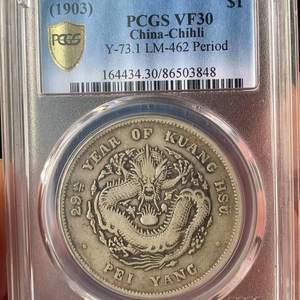 (1903) $1
PCGS VF30
China-Chihli
Y-73.1 LM-462 Period
164434.30/86503848
PCGS
29TH YEAR OF KUANG HSU
PEI YANG